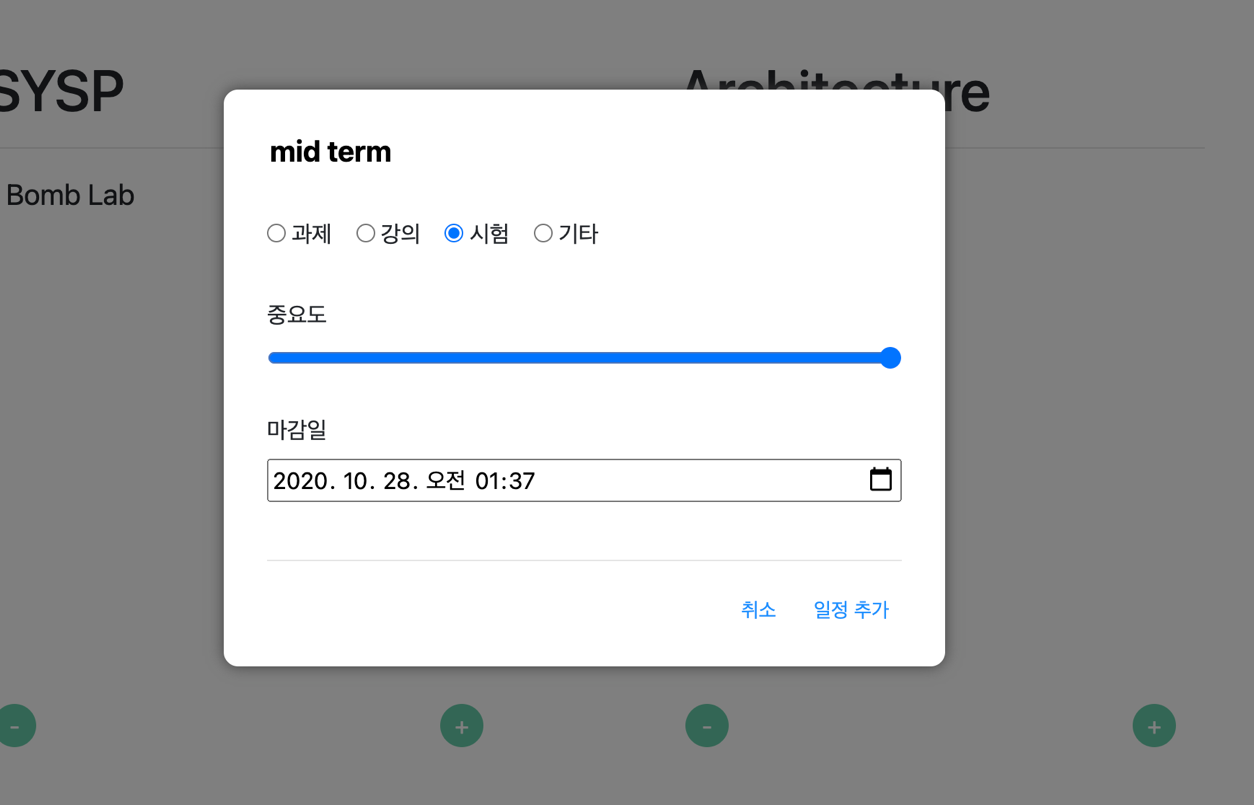 SYSP
Architecture
Bomb Lab
mid term
과제 강의 시험 기타
중요도
마감일
2020. 10. 28. 오전 01:37
취소 일정 추가
- + - +